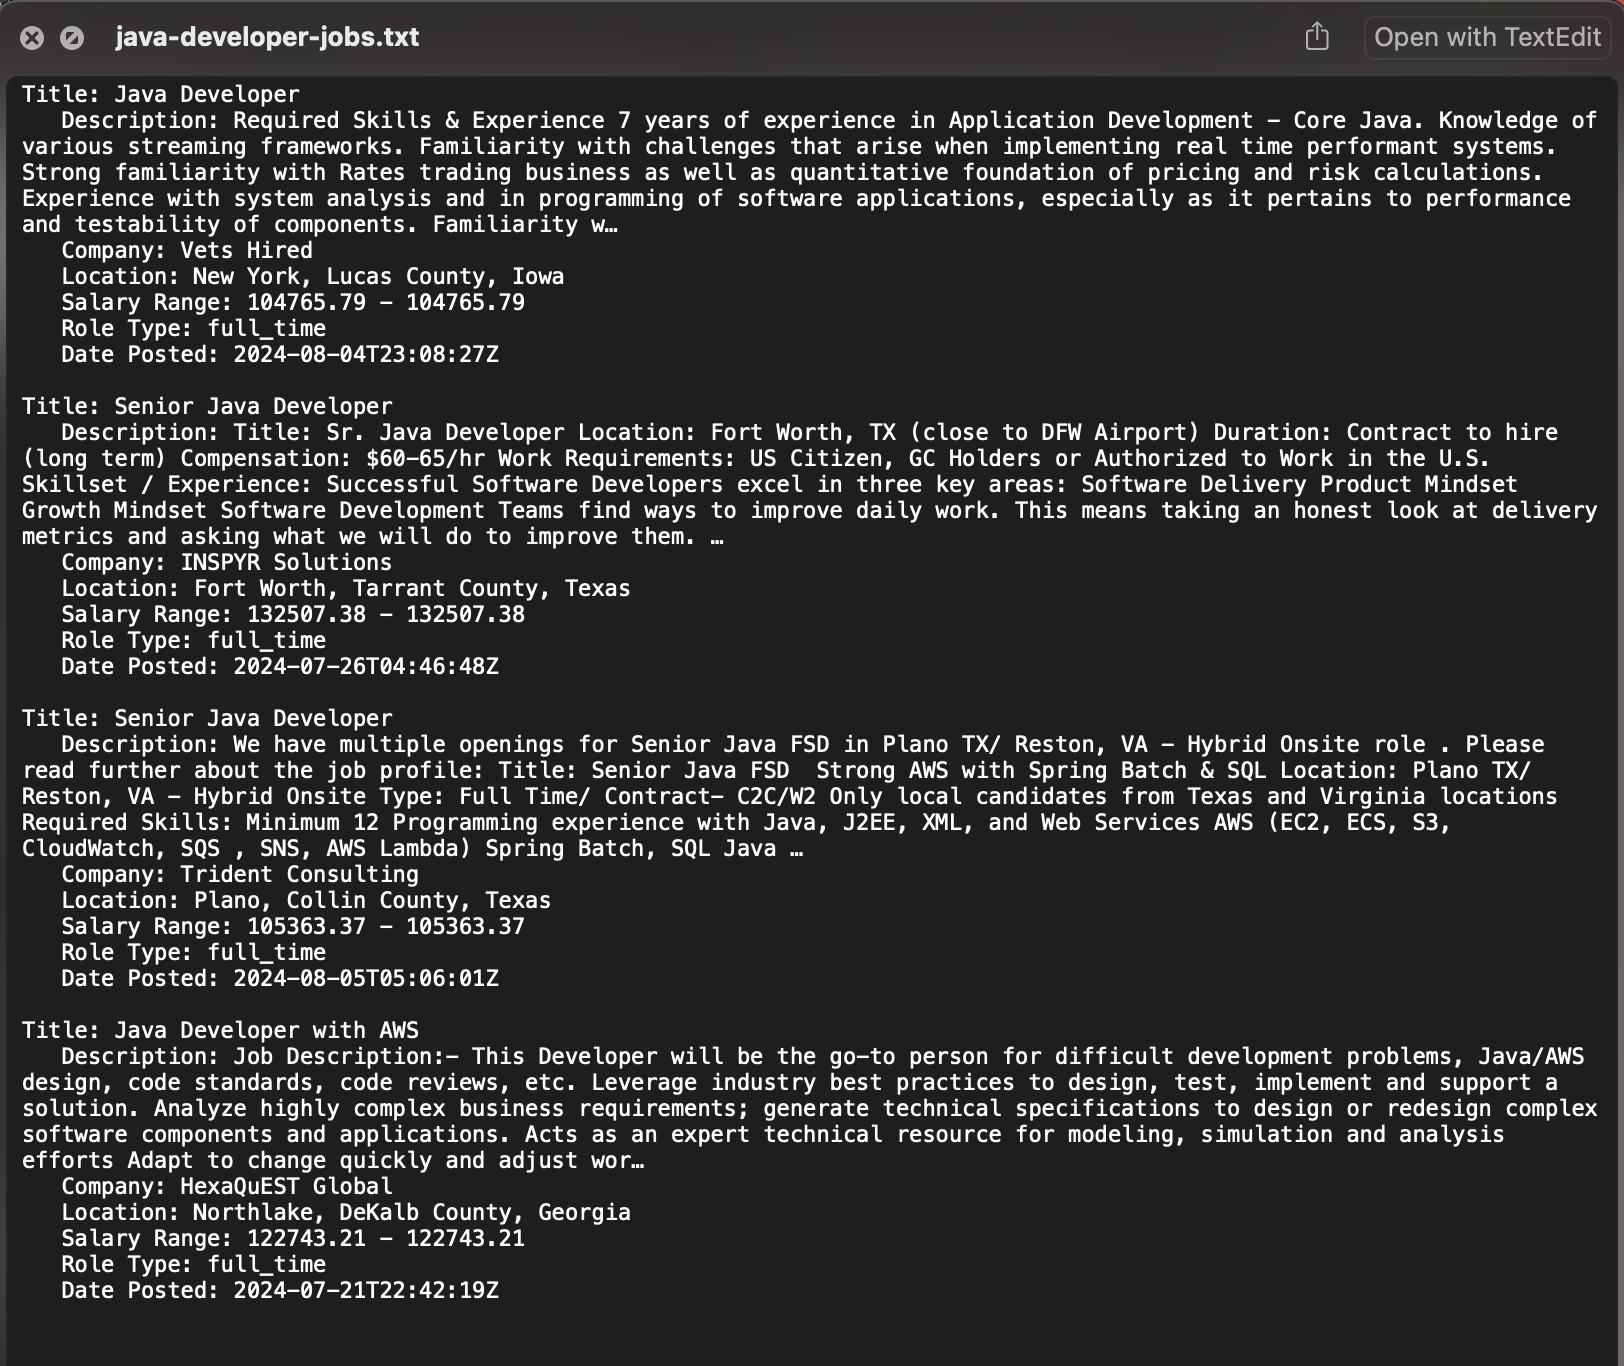 java-developer-jobs.txt
Open with TextEdit
Title: Java Developer
Description: Required Skills & Experience 7 years of experience in Application Development – Core Java. Knowledge of
various streaming frameworks. Familiarity with challenges that arise when implementing real time performant systems.
Strong familiarity with Rates trading business as well as quantitative foundation of pricing and risk calculations.
Experience with system analysis and in programming of software applications, especially as it pertains to performance
and testability of components. Familiarity w…
Company: Vets Hired
Location: New York, Lucas County, Iowa
Salary Range: 104765.79 - 104765.79
Role Type: full_time
Date Posted: 2024-08-04T23:08:27Z
Title: Senior Java Developer
Description: Title: Sr. Java Developer Location: Fort Worth, TX (close to DFW Airport) Duration: Contract to hire
(long term) Compensation: $60-65/hr Work Requirements: US Citizen, GC Holders or Authorized to Work in the U.S.
Skillset / Experience: Successful Software Developers excel in three key areas: Software Delivery Product Mindset
Growth Mindset Software Development Teams find ways to improve daily work. This means taking an honest look at delivery
metrics and asking what we will do to improve them. …
Company: INSPYR Solutions
Location: Fort Worth, Tarrant County, Texas
Salary Range: 132507.38 - 132507.38
Role Type: full_time
Date Posted: 2024-07-26T04:46:48Z
Title: Senior Java Developer
Description: We have multiple openings for Senior Java FSD in Plano TX/ Reston, VA – Hybrid Onsite role . Please
read further about the job profile: Title: Senior Java FSD  Strong AWS with Spring Batch & SQL Location: Plano TX/
Reston, VA – Hybrid Onsite Type: Full Time/ Contract- C2C/W2 Only local candidates from Texas and Virginia locations
Required Skills: Minimum 12 Programming experience with Java, J2EE, XML, and Web Services AWS (EC2, ECS, S3,
CloudWatch, SQS , SNS, AWS Lambda) Spring Batch, SQL Java …
Company: Trident Consulting
Location: Plano, Collin County, Texas
Salary Range: 105363.37 - 105363.37
Role Type: full_time
Date Posted: 2024-08-05T05:06:01Z
Title: Java Developer with AWS
Description: Job Description:- This Developer will be the go-to person for difficult development problems, Java/AWS
design, code standards, code reviews, etc. Leverage industry best practices to design, test, implement and support a
solution. Analyze highly complex business requirements; generate technical specifications to design or redesign complex
software components and applications. Acts as an expert technical resource for modeling, simulation and analysis
efforts Adapt to change quickly and adjust wor…
Company: HexaQuEST Global
Location: Northlake, DeKalb County, Georgia
Salary Range: 122743.21 - 122743.21
Role Type: full_time
Date Posted: 2024-07-21T22:42:19Z